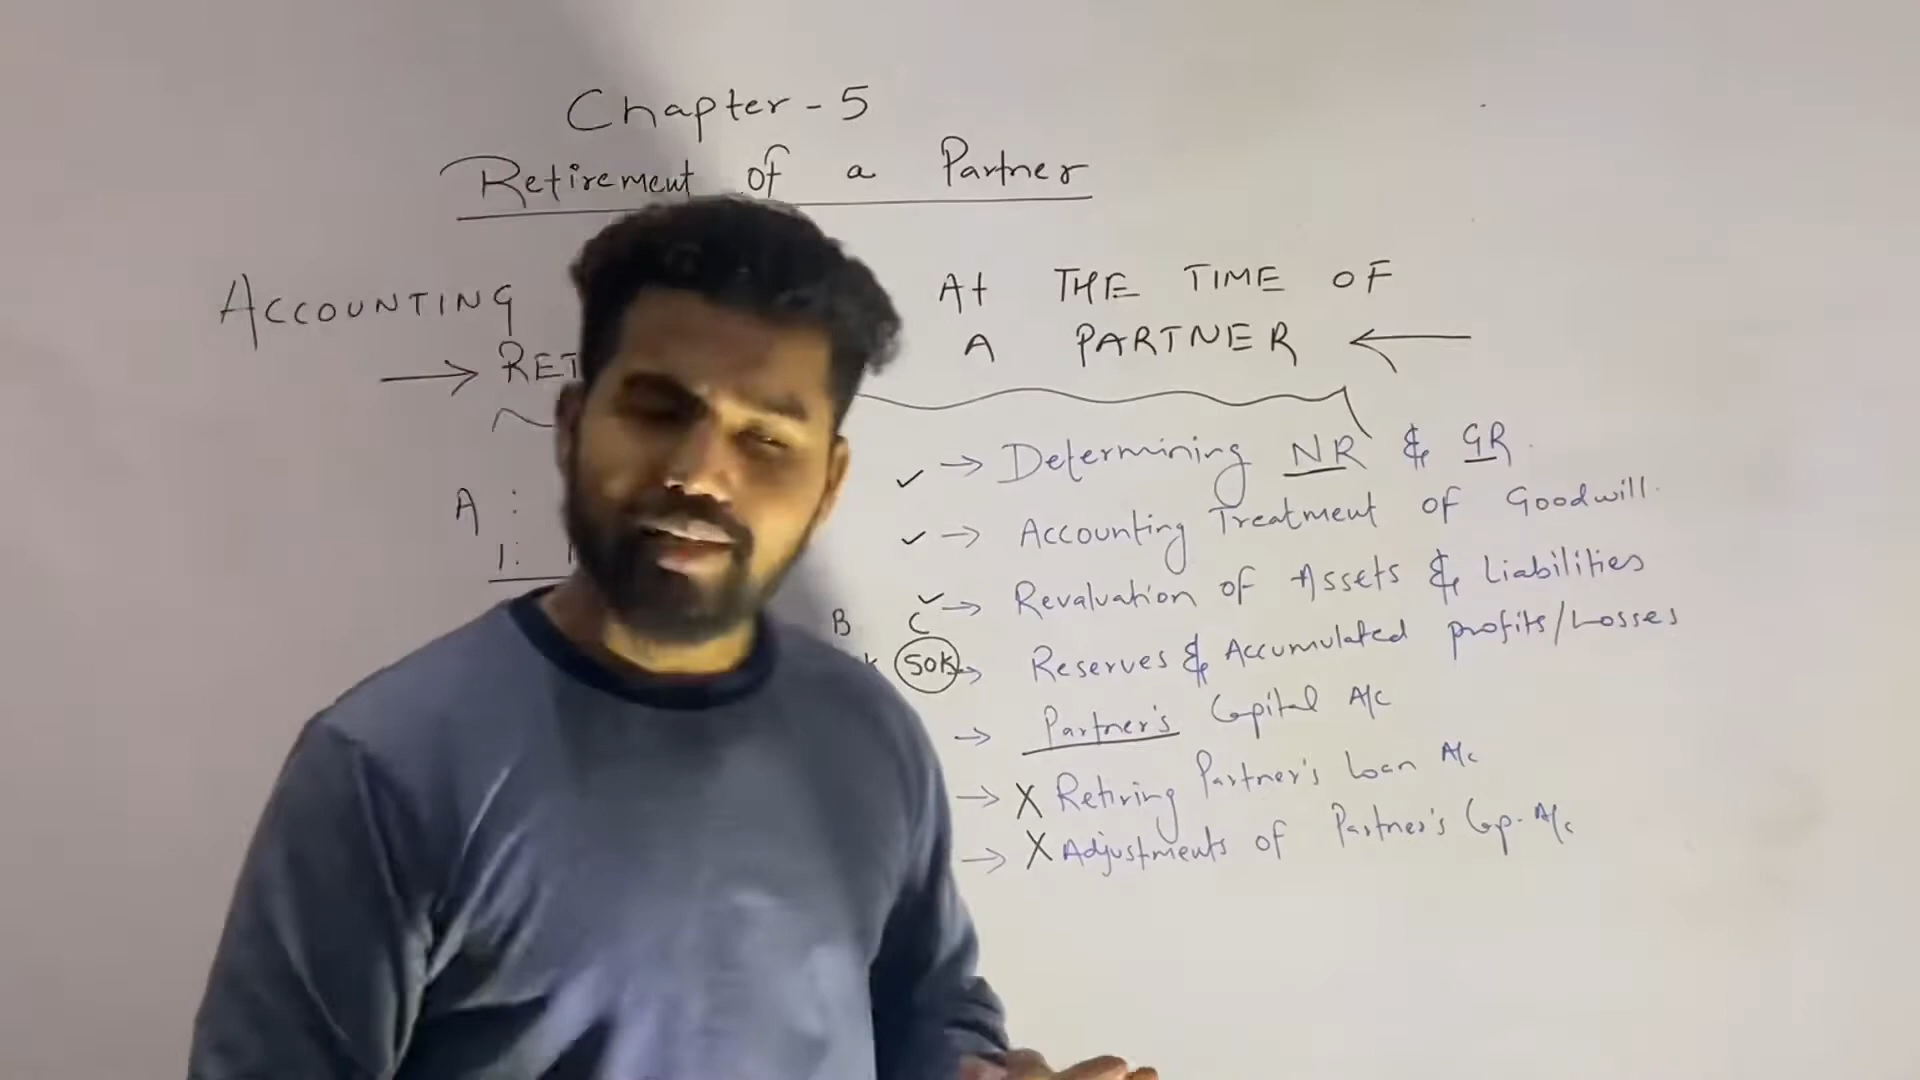 Chapter - 5
Retirement of a Partner
ACCOUNTING At THE TIME OF
→ RET A PARTNER ←
✓ → Determining NR & GR.
A :
✓ → Accounting Treatment of Goodwill.
1:
✓ → Revaluation of Assets & Liabilities
B C
50K → Reserves & Accumulated profits/Losses
→ Partner's Capital A/c
→ X Retiring Partner's Loan A/c
→ X Adjustments of Partner's Cap. A/c